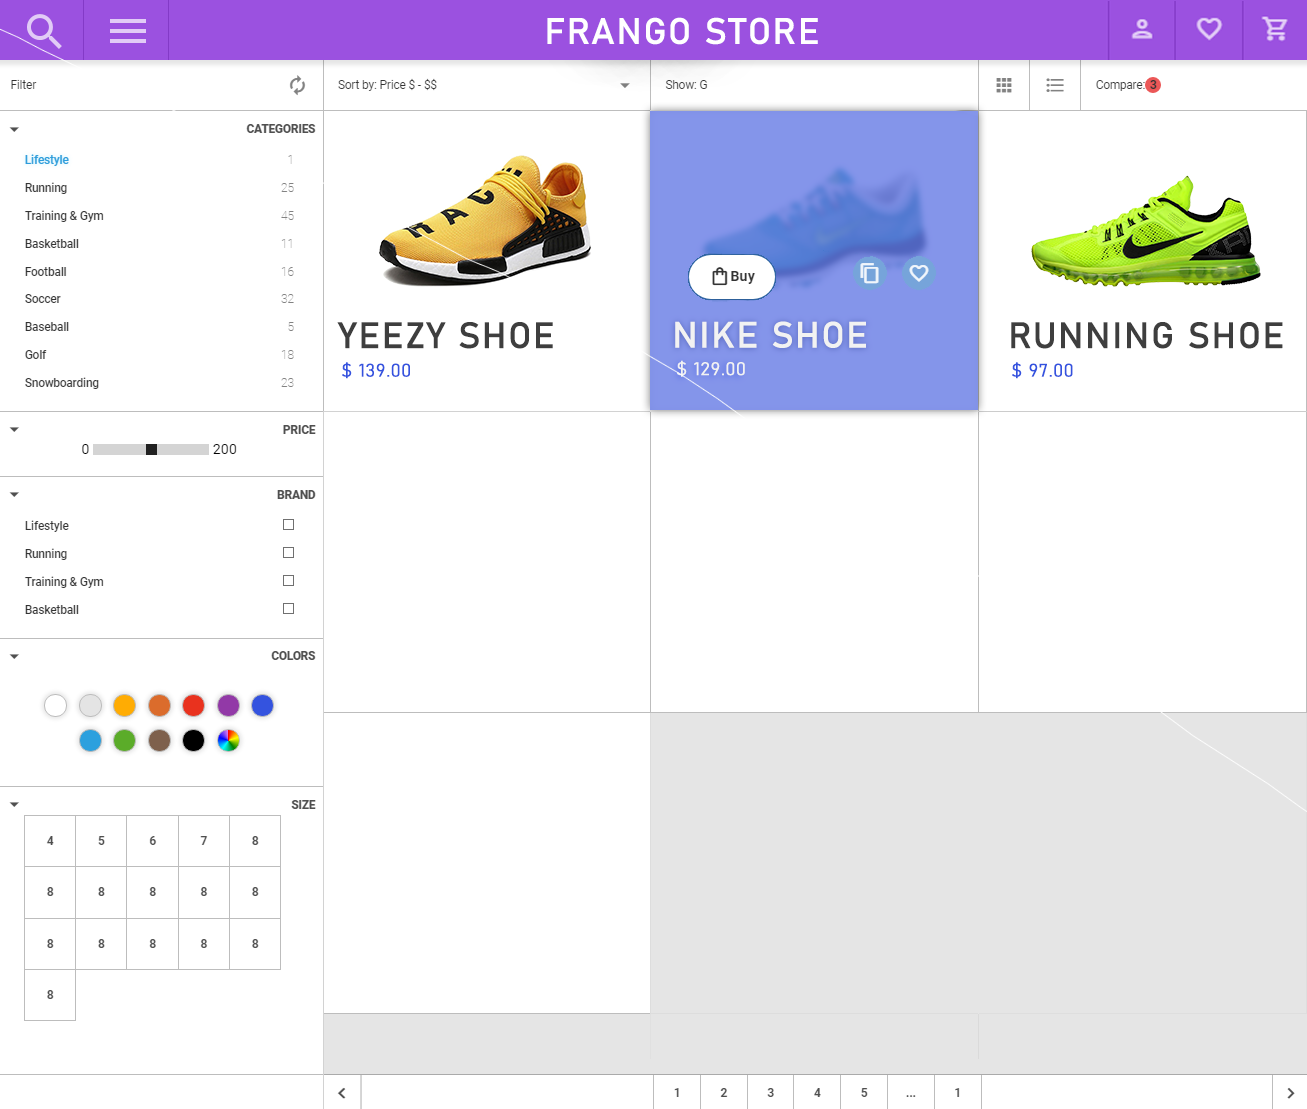 FRANGO STORE
Filter
Sort by: Price $ - $$
Show: G
Compare: 3
CATEGORIES
Lifestyle 1
Running 25
Training & Gym 45
Basketball 11
Football 16
Soccer 32
Baseball 5
Golf 18
Snowboarding 23
PRICE
0 200
BRAND
Lifestyle
Running
Training & Gym
Basketball
COLORS
SIZE
4 5 6 7 8
8 8 8 8 8
8 8 8 8 8
8
YEEZY SHOE
$ 139.00
Buy
NIKE SHOE
$ 129.00
RUNNING SHOE
$ 97.00
1 2 3 4 5 ... 1